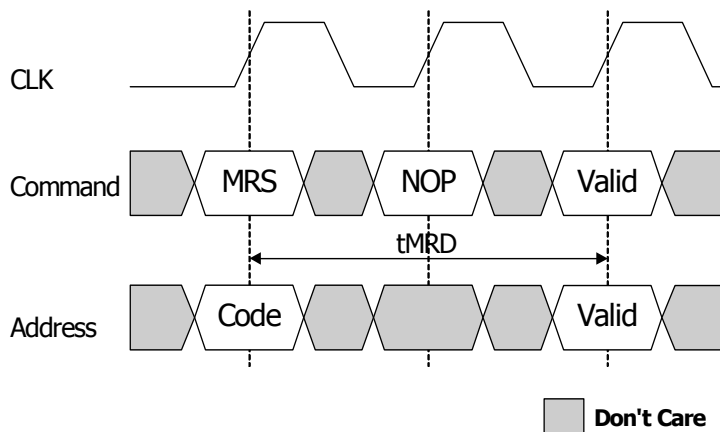 CLK
Command
MRS
NOP
Valid
tMRD
Address
Code
Valid
Don't Care